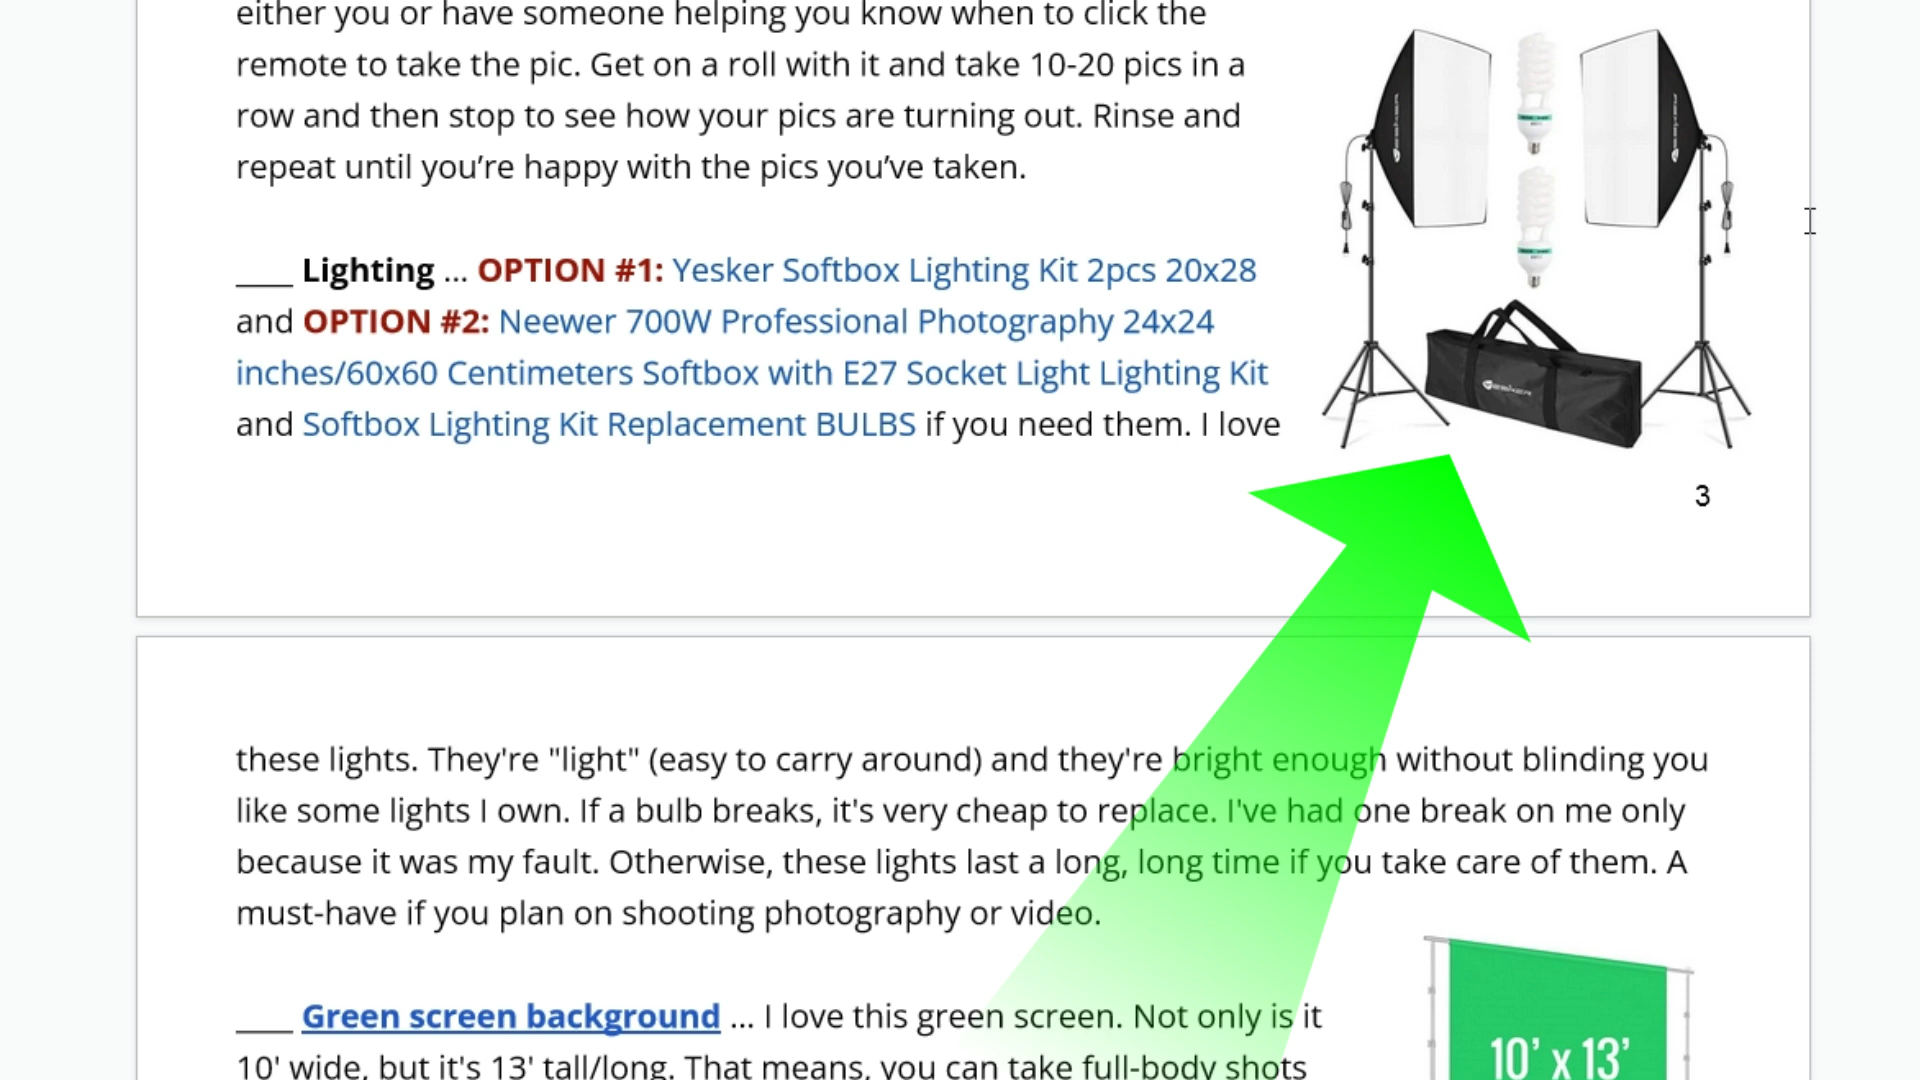 either you or have someone helping you know when to click the
remote to take the pic. Get on a roll with it and take 10-20 pics in a
row and then stop to see how your pics are turning out. Rinse and
repeat until you’re happy with the pics you’ve taken.
____ Lighting ... OPTION #1: Yesker Softbox Lighting Kit 2pcs 20x28
and OPTION #2: Neewer 700W Professional Photography 24x24
inches/60x60 Centimeters Softbox with E27 Socket Light Lighting Kit
and Softbox Lighting Kit Replacement BULBS if you need them. I love
3
these lights. They're "light" (easy to carry around) and they're bright enough without blinding you
like some lights I own. If a bulb breaks, it's very cheap to replace. I've had one break on me only
because it was my fault. Otherwise, these lights last a long, long time if you take care of them. A
must-have if you plan on shooting photography or video.
____ Green screen background ... I love this green screen. Not only is it
10' wide, but it's 13' tall/long. That means, you can take full-body shots
10’ x 13’